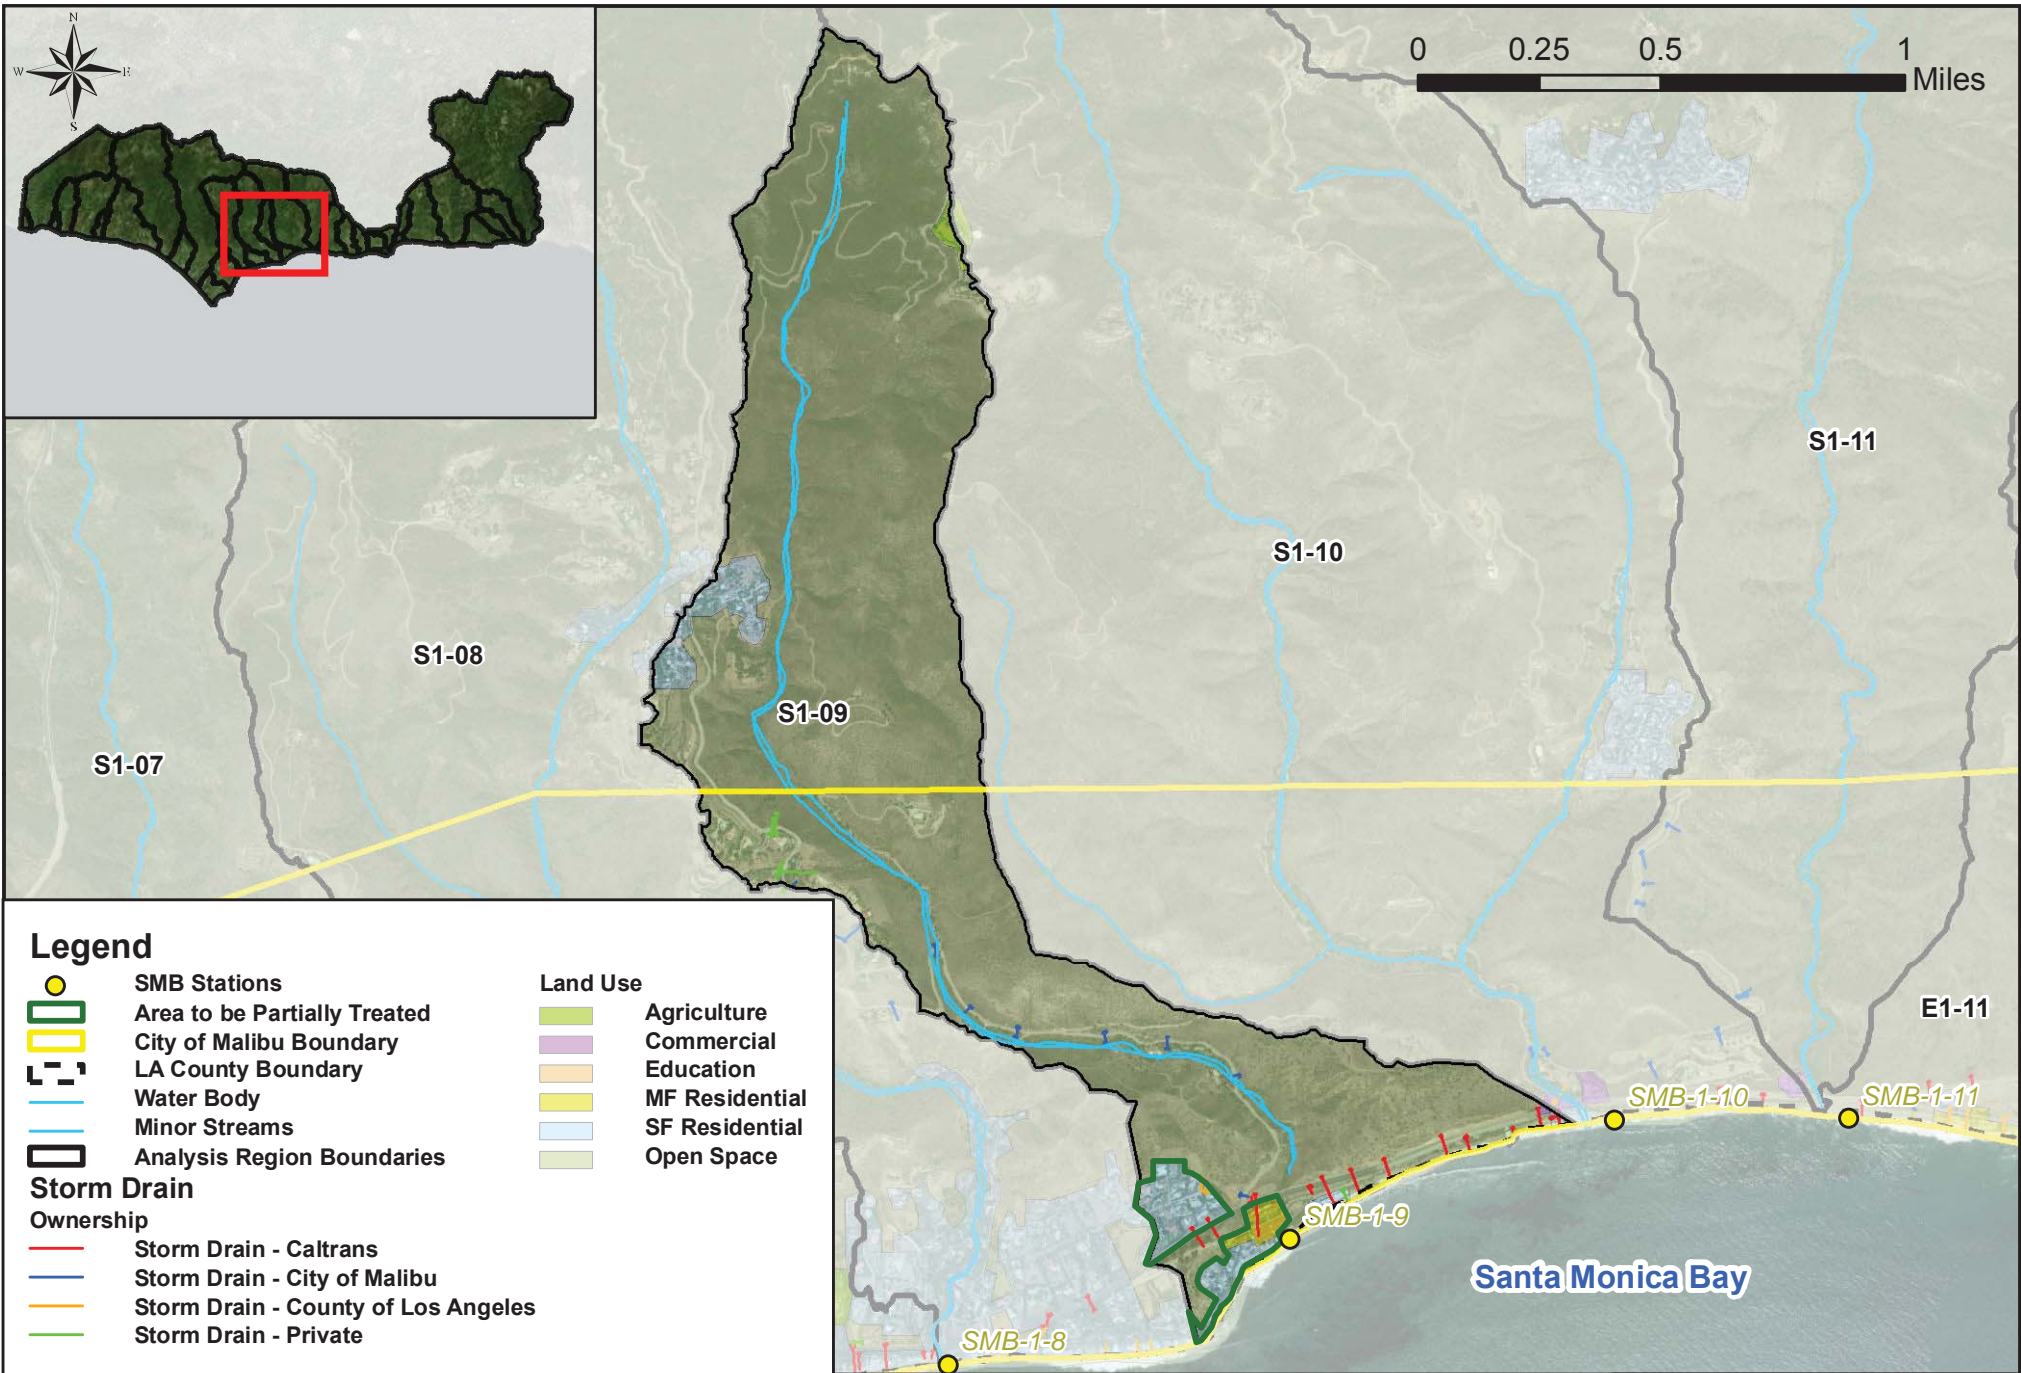 N
W E
S
0 0.25 0.5 1
Miles
S1-11
S1-10
S1-08
S1-09
S1-07
E1-11
SMB-1-10
SMB-1-11
SMB-1-9
SMB-1-8
Santa Monica Bay
Legend
SMB Stations
Area to be Partially Treated
City of Malibu Boundary
LA County Boundary
Water Body
Minor Streams
Analysis Region Boundaries
Storm Drain
Ownership
Storm Drain - Caltrans
Storm Drain - City of Malibu
Storm Drain - County of Los Angeles
Storm Drain - Private
Land Use
Agriculture
Commercial
Education
MF Residential
SF Residential
Open Space